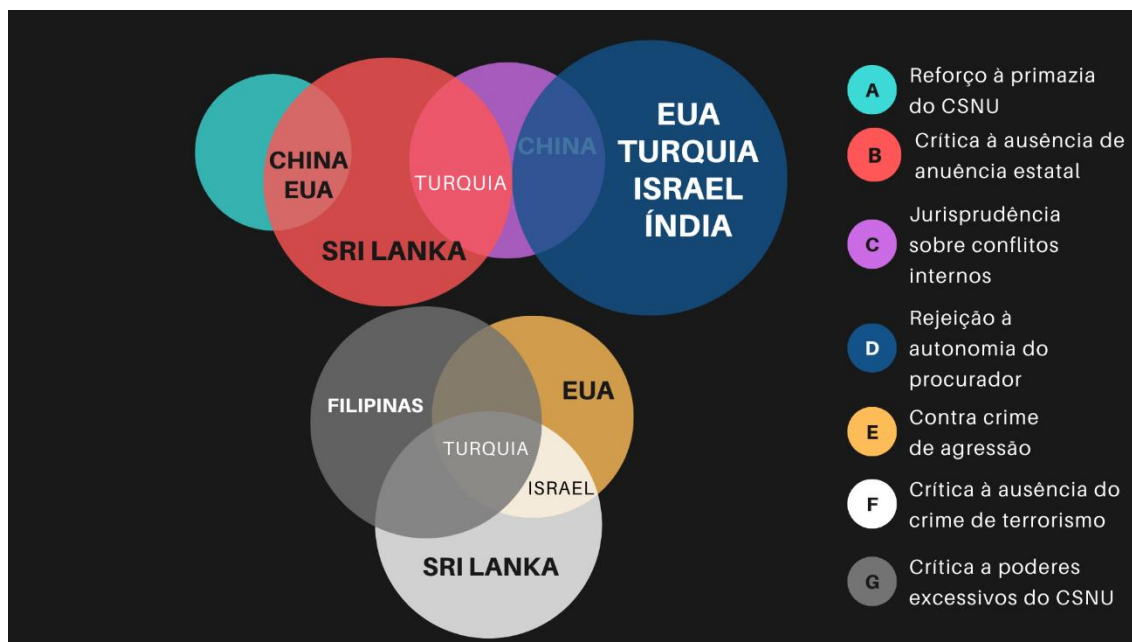 CHINA
EUA
SRI LANKA
TURQUIA
CHINA
EUA
TURQUIA
ISRAEL
ÍNDIA
FILIPINAS
EUA
TURQUIA
ISRAEL
SRI LANKA
A
Reforço à primazia
do CSNU
B
Crítica à ausência de
anuência estatal
C
Jurisprudência
sobre conflitos
internos
D
Rejeição à
autonomia do
procurador
E
Contra crime
de agressão
F
Crítica à ausência do
crime de terrorismo
G
Crítica a poderes
excessivos do CSNU